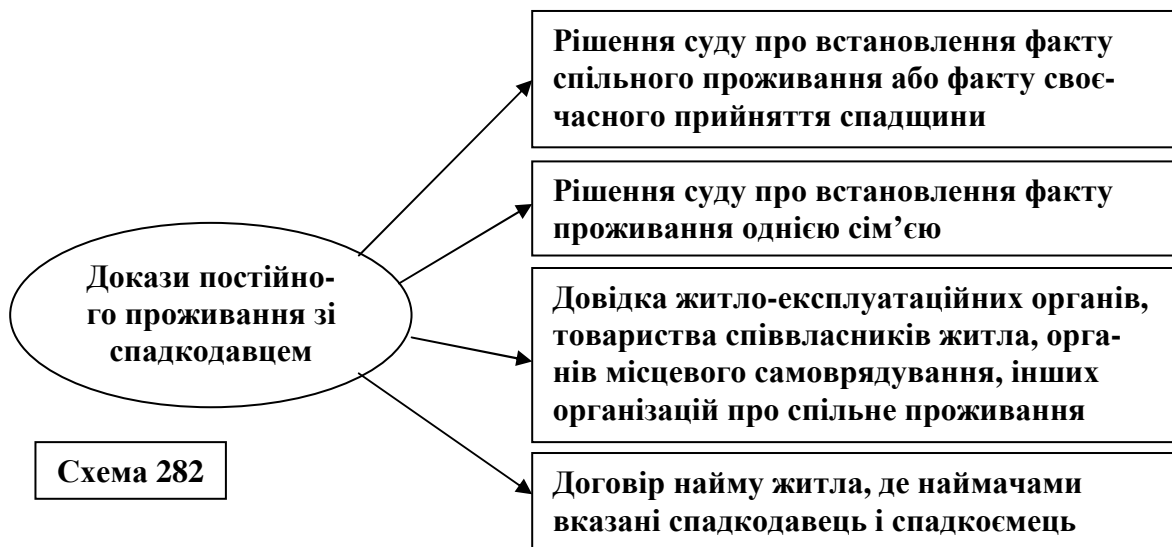 Рішення суду про встановлення факту
спільного проживання або факту своє-
часного прийняття спадщини
Рішення суду про встановлення факту
проживання однією сім’єю
Докази постійно-
го проживання зі
спадкодавцем
Довідка житло-експлуатаційних органів,
товариства співвласників житла, орга-
нів місцевого самоврядування, інших
організацій про спільне проживання
Договір найму житла, де наймачами
вказані спадкодавець і спадкоємець
Схема 282